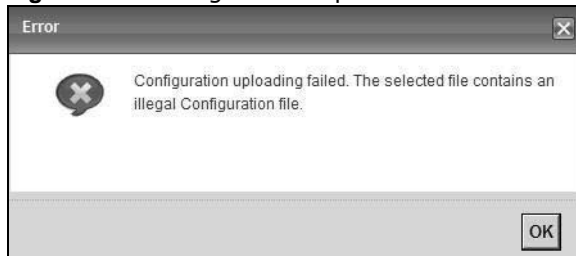 Error
Configuration uploading failed. The selected file contains an
illegal Configuration file.
OK